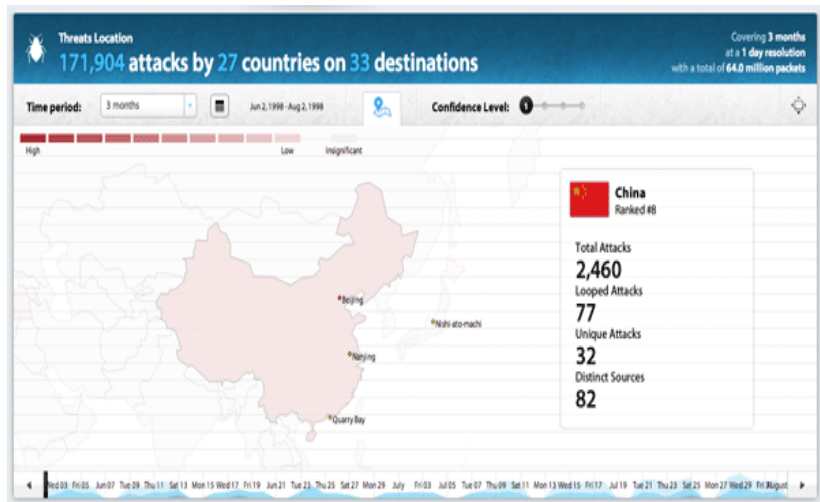 Threats Location
171,904 attacks by 27 countries on 33 destinations
Covering 3 months
at a 1 day resolution
with a total of 64.0 million packets
Time period:
3 months
Jun 2, 1998 - Aug 2, 1998
Confidence Level:
1
High
Low
Insignificant
China
Ranked #8
Total Attacks
2,460
Looped Attacks
77
Unique Attacks
32
Distinct Sources
82
Beijing
Nishi-ato-machi
Nanjing
Quarry Bay
Wed 03 Fri 05 Jun 07 Tue 09 Thu 11 Sat 13 Mon 15 Wed 17 Fri 19 Jun 21 Tue 23 Thu 25 Sat 27 Mon 29 July Fri 03 Jul 05 Tue 07 Thu 09 Sat 11 Mon 13 Wed 15 Fri 17 Jul 19 Tue 21 Thu 23 Sat 25 Mon 27 Wed 29 Fri 31 August